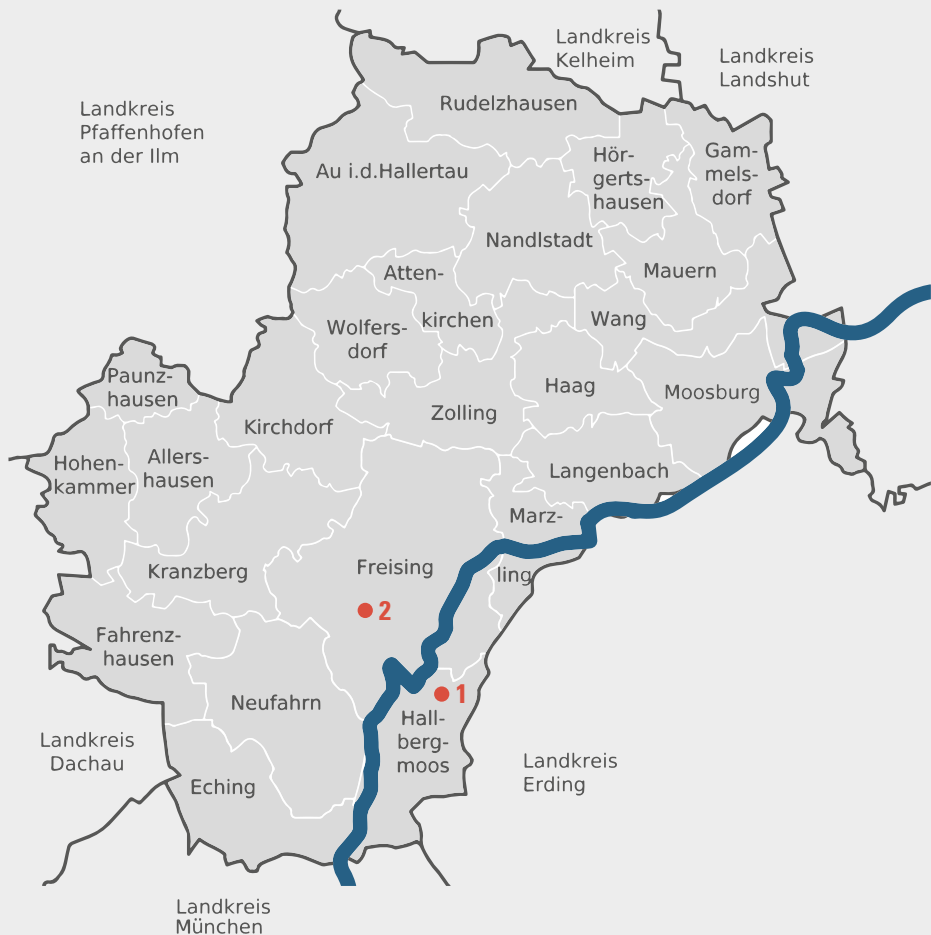 Landkreis
Kelheim
Landkreis
Landshut
Landkreis
Pfaffenhofen
an der Ilm
Rudelzhausen
Au i.d.Hallertau
Hör-
gerts-
hausen
Gam-
mels-
dorf
Nandlstadt
Mauern
Atten-
kirchen
Wolfers-
dorf
Wang
Paunz-
hausen
Haag
Moosburg
Zolling
Kirchdorf
Hohen-
kammer
Allers-
hausen
Langenbach
Marz-
ling
Kranzberg
Freising
2
Fahrenz-
hausen
Neufahrn
1
Hall-
berg-
moos
Landkreis
Dachau
Eching
Landkreis
Erding
Landkreis
München